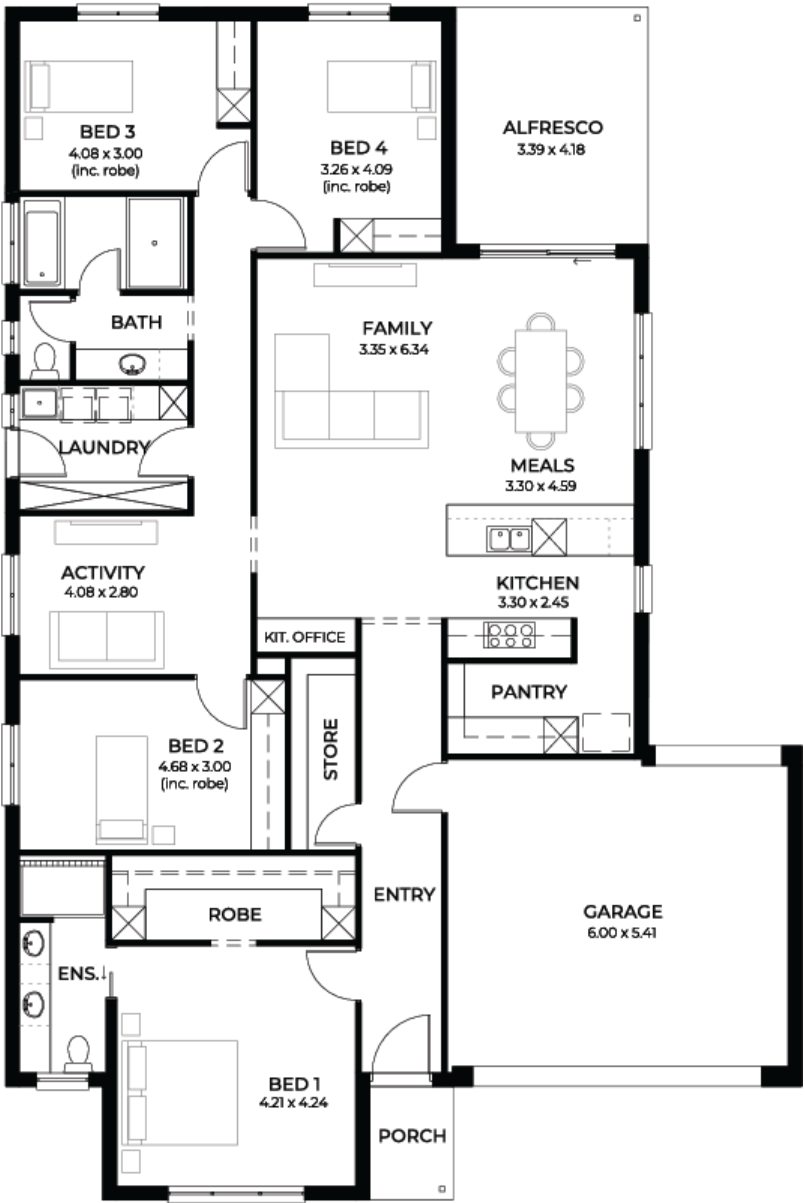 BED 3
4.08 x 3.00
(inc. robe)
BED 4
3.26 x 4.09
(inc. robe)
ALFRESCO
3.39 x 4.18
BATH
FAMILY
3.35 x 6.34
LAUNDRY
MEALS
3.30 x 4.59
ACTIVITY
4.08 x 2.80
KITCHEN
3.30 x 2.45
KIT. OFFICE
PANTRY
STORE
BED 2
4.68 x 3.00
(inc. robe)
ROBE
ENTRY
GARAGE
6.00 x 5.41
ENS.
BED 1
4.21 x 4.24
PORCH